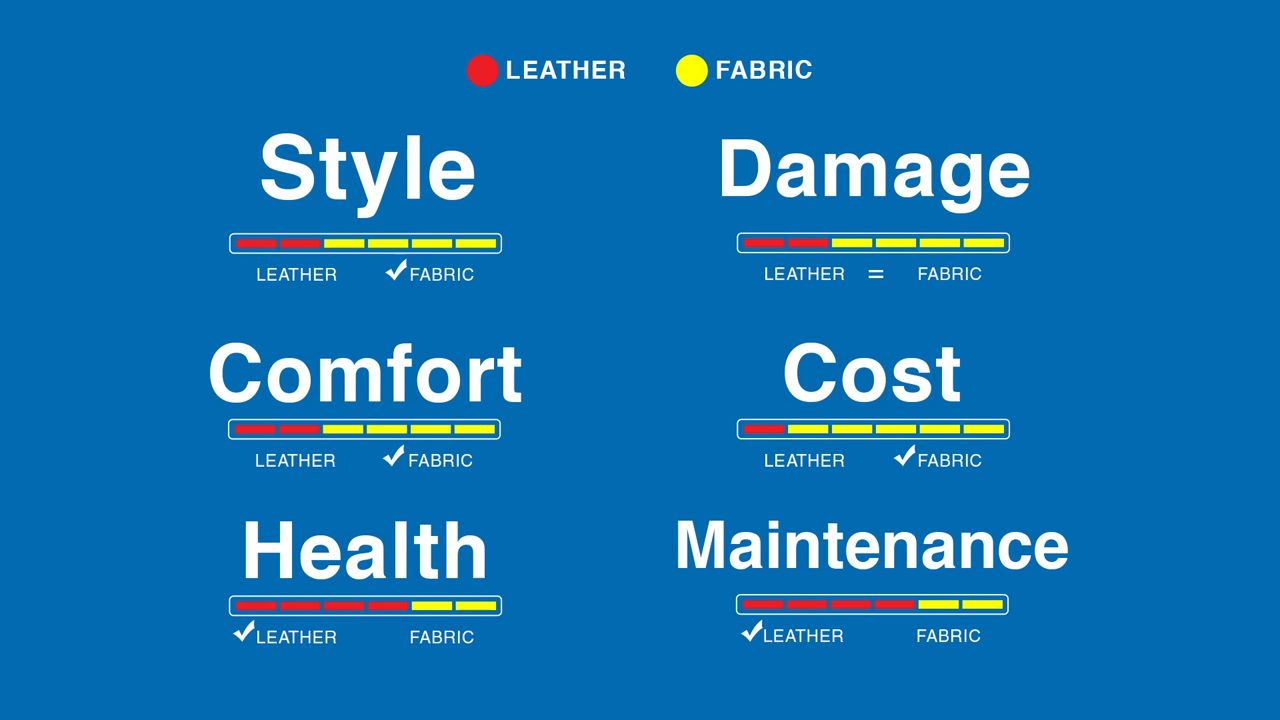 LEATHER FABRIC
Style Damage
LEATHER ✓FABRIC LEATHER = FABRIC
Comfort Cost
LEATHER ✓FABRIC LEATHER ✓FABRIC
Health Maintenance
✓LEATHER FABRIC ✓LEATHER FABRIC